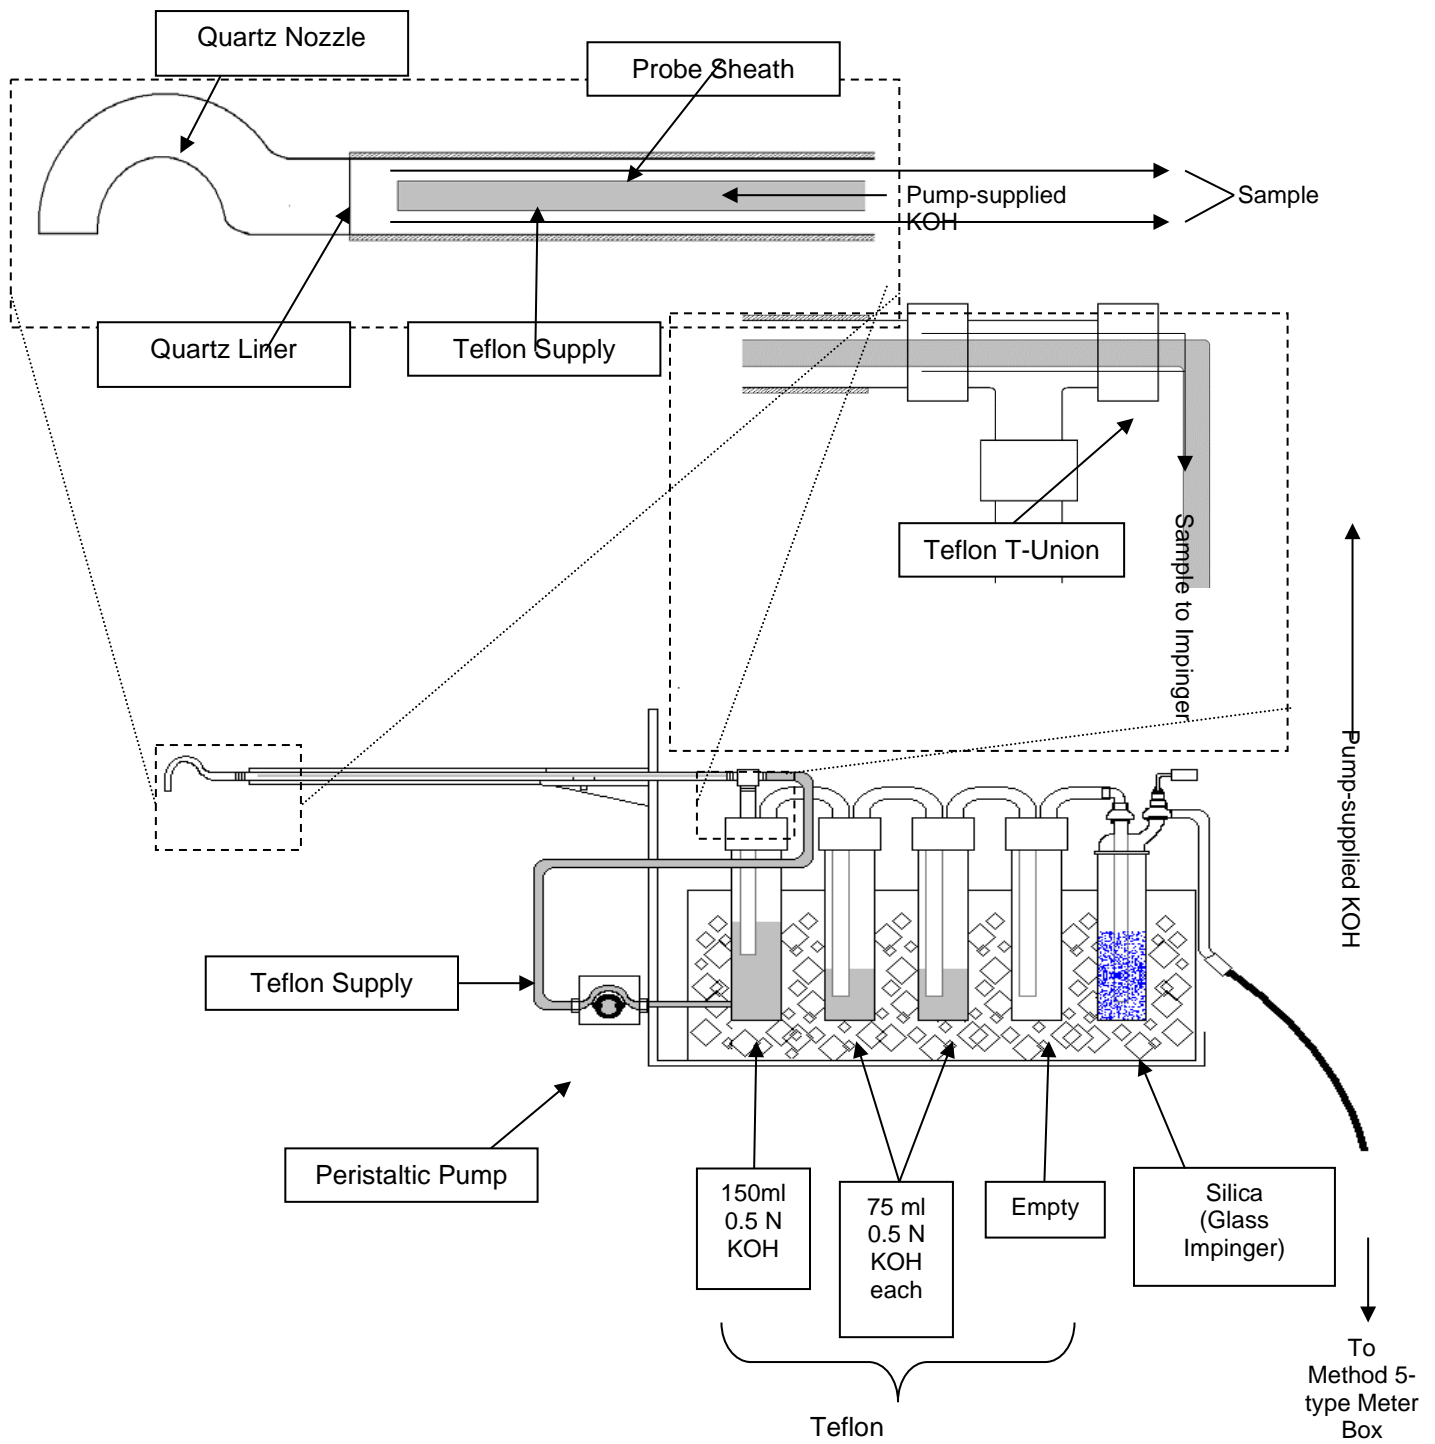 Quartz Nozzle
Probe Sheath
Pump-supplied
KOH
Sample
Quartz Liner
Teflon Supply
Teflon T-Union
Sample to Impinger
Pump-supplied KOH
Teflon Supply
Peristaltic Pump
150ml
0.5 N
KOH
75 ml
0.5 N
KOH
each
Empty
Silica
(Glass
Impinger)
To
Method 5-
type Meter
Box
Teflon